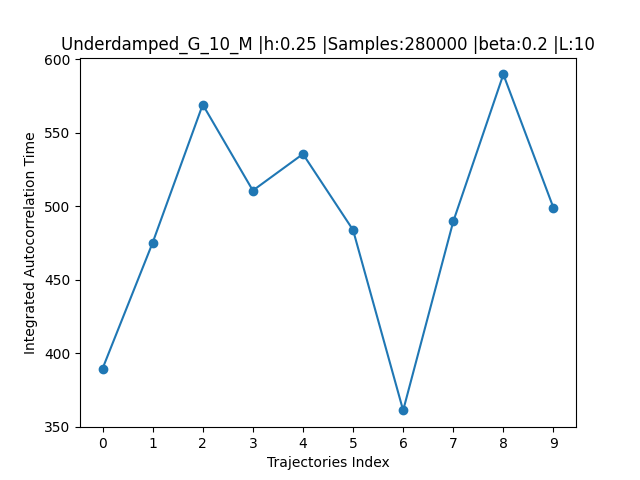 Underdamped_G_10_M |h:0.25 |Samples:280000 |beta:0.2 |L:10
600
550
500
450
400
350
Integrated Autocorrelation Time
0 1 2 3 4 5 6 7 8 9
Trajectories Index